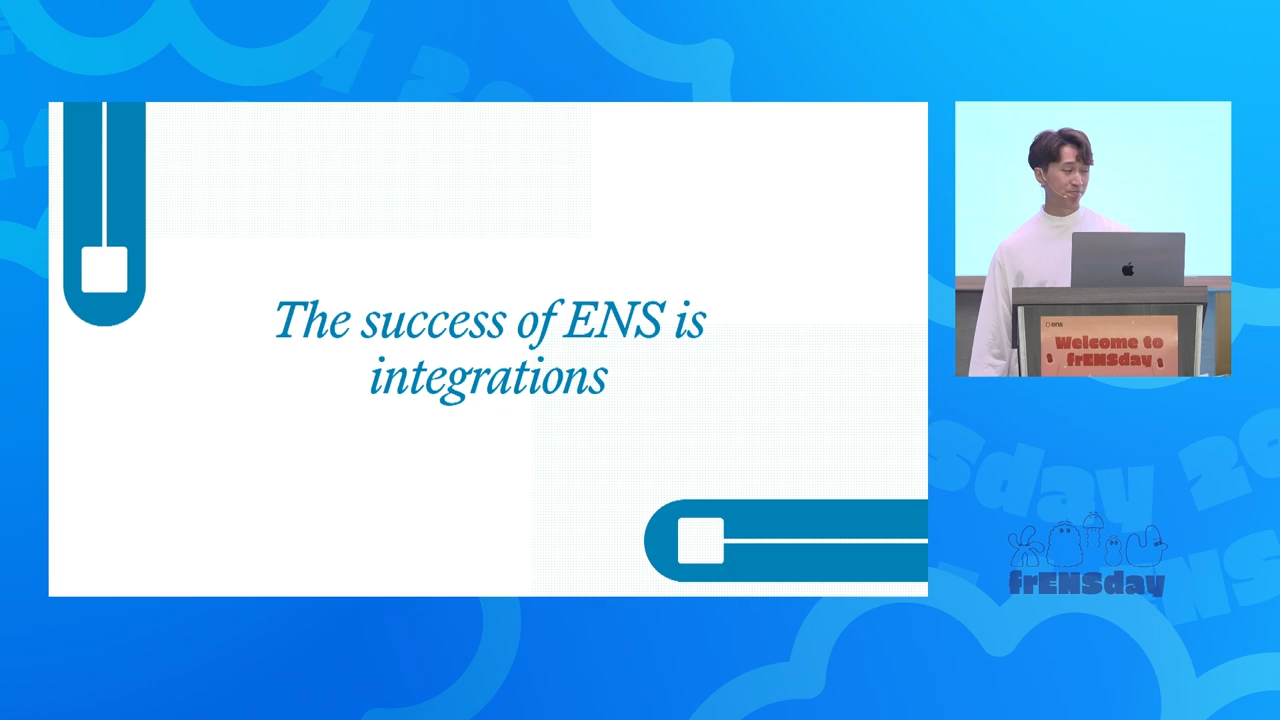 The success of ENS is
integrations
ens
Welcome to
frENSday
frENSday